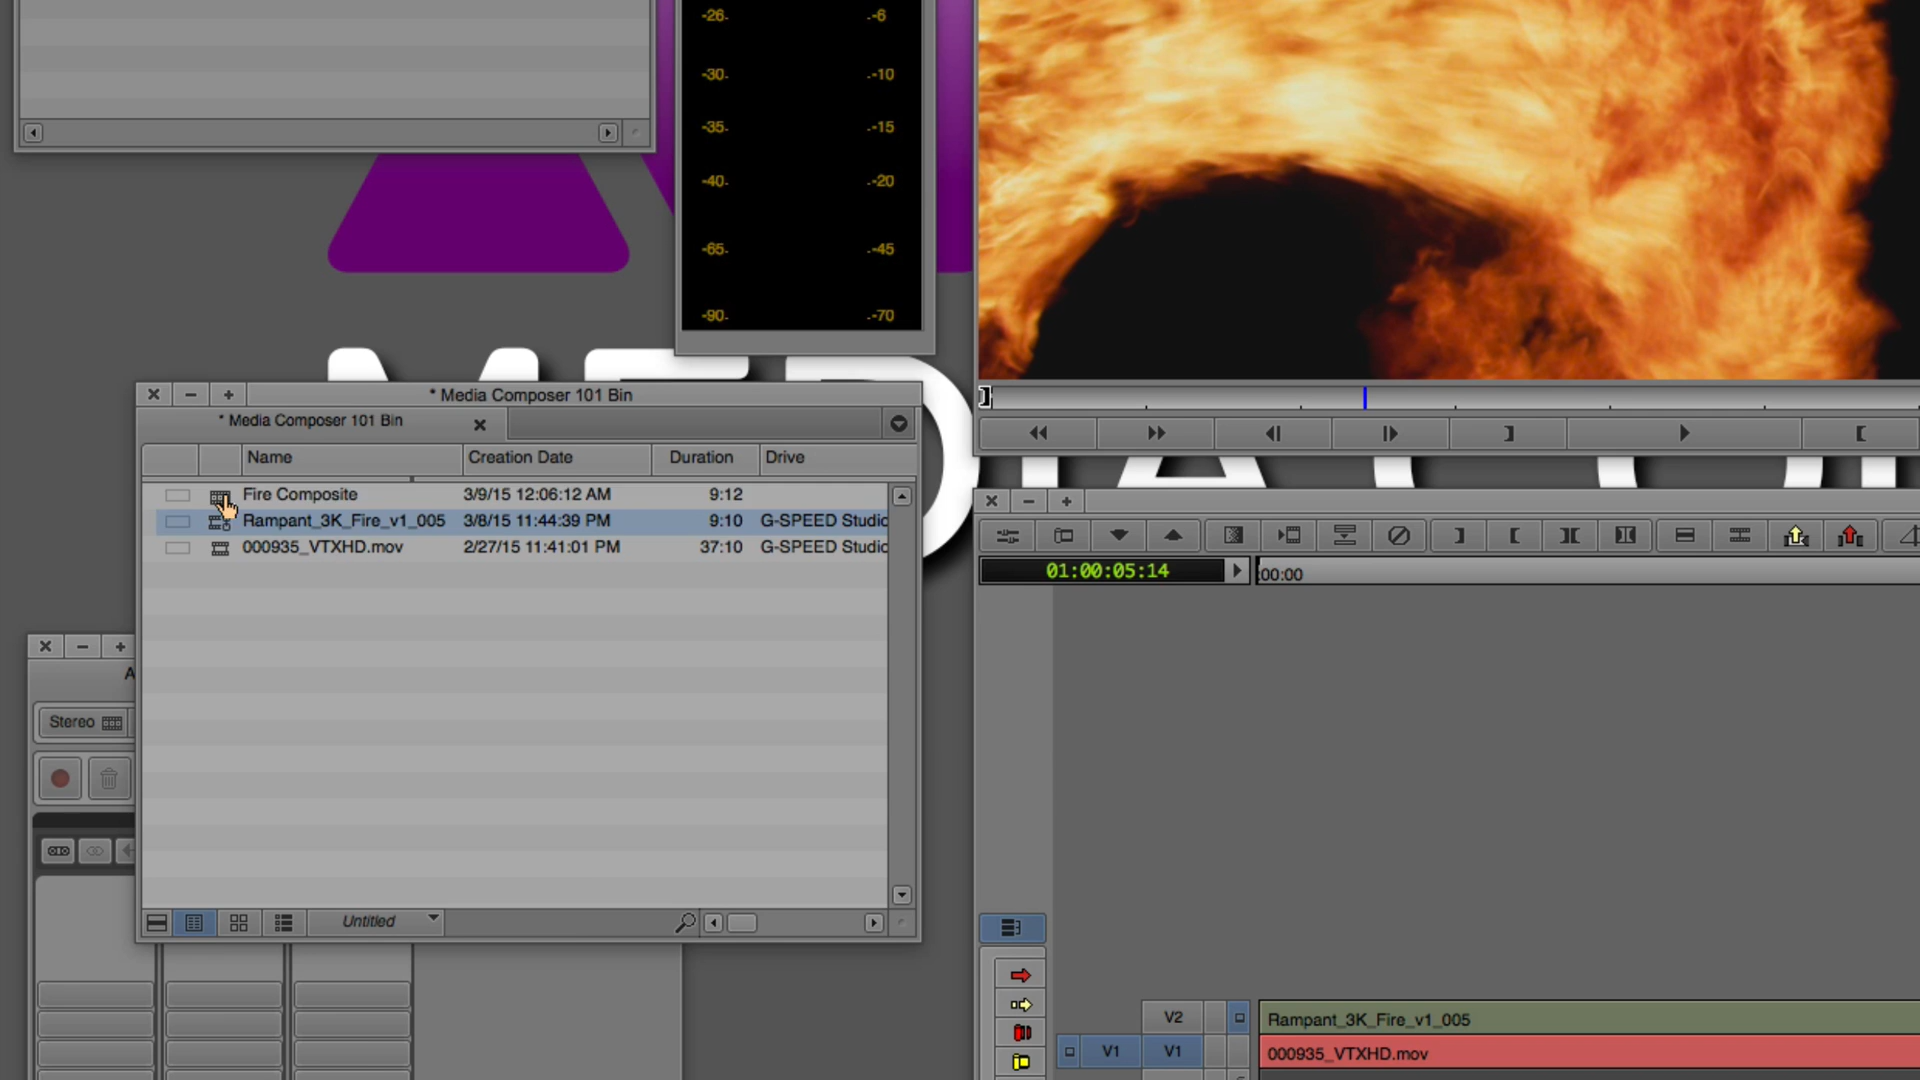 -26-
-6
-30-
-10
-35-
-15
-40-
-20
-65-
-45
-90-
-70
* Media Composer 101 Bin
* Media Composer 101 Bin
Name Creation Date Duration Drive
Fire Composite 3/9/15 12:06:12 AM 9:12
Rampant_3K_Fire_v1_005 3/8/15 11:44:39 PM 9:10 G-SPEED Studio
000935_VTXHD.mov 2/27/15 11:41:01 PM 37:10 G-SPEED Studio
Untitled
Stereo
01:00:05:14
:00:00
V2 Rampant_3K_Fire_v1_005
V1 V1 000935_VTXHD.mov